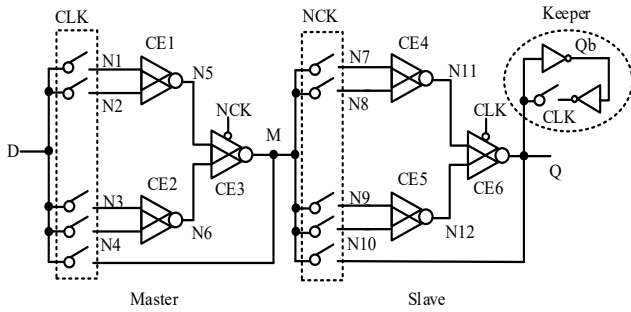 CLK
NCK
Keeper
N1
CE1
N5
N2
NCK
D
M
CE3
N3
CE2
N4
N6
N7
CE4
N11
N8
CLK
CE6
Q
N9
CE5
N10
N12
Qb
CLK
Master
Slave